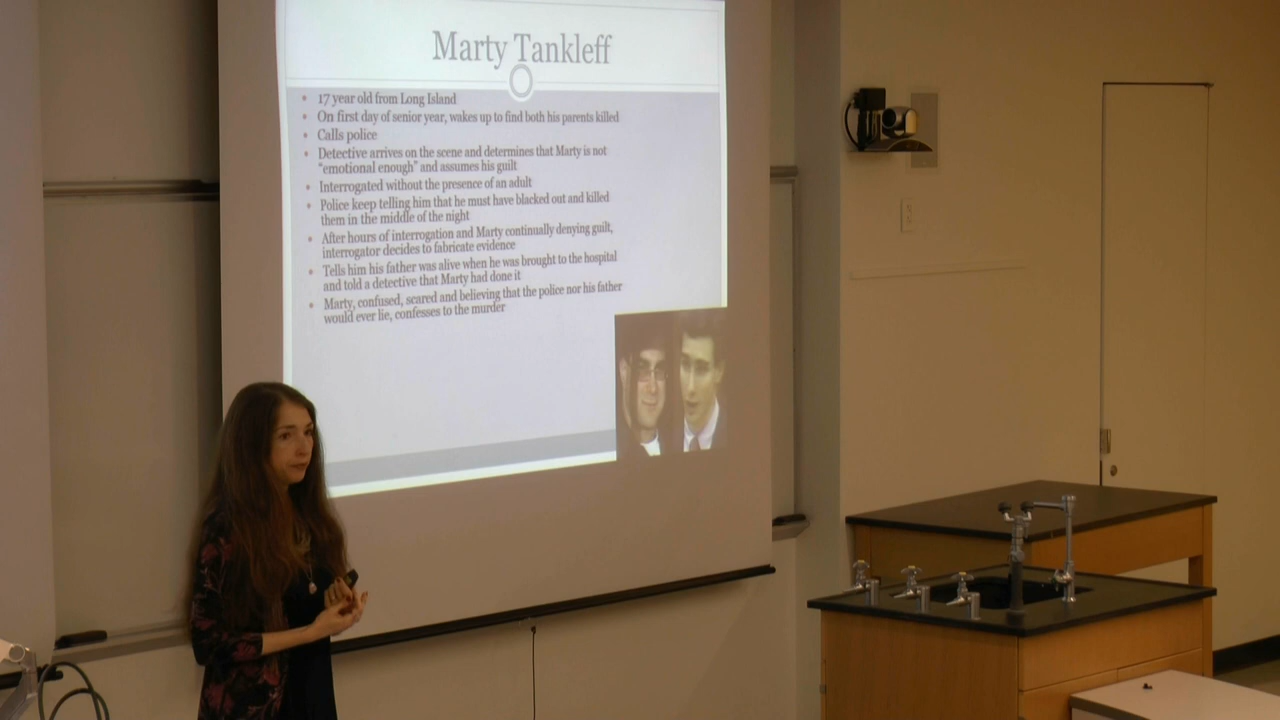 Marty Tankleff
• 17 year old from Long Island
• On first day of senior year, wakes up to find both his parents killed
• Calls police
• Detective arrives on the scene and determines that Marty is not
“emotional enough” and assumes his guilt
• Interrogated without the presence of an adult
• Police keep telling him that he must have blacked out and killed
them in the middle of the night
• After hours of interrogation and Marty continually denying guilt,
interrogator decides to fabricate evidence
• Tells him his father was alive when he was brought to the hospital
and told a detective that Marty had done it
• Marty, confused, scared and believing that the police nor his father
would ever lie, confesses to the murder